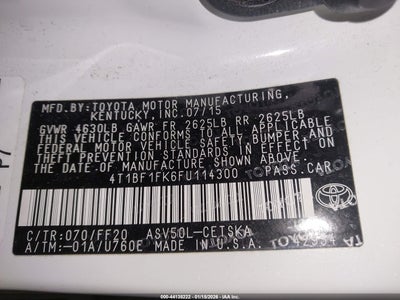 MFD.BY:TOYOTA MOTOR MANUFACTURING,
KENTUCKY,INC.07/15
GVWR 4630LB GAWR FR 2625LB RR 2625LB
THIS VEHICLE CONFORMS TO ALL APPLICABLE
FEDERAL MOTOR VEHICLE SAFETY,BUMPER,AND
THEFT PREVENTION STANDARDS IN EFFECT ON
THE DATE OF MANUFACTURE SHOWN ABOVE.
4T1BF1FK6FU114300 PASS.CAR
C/TR:070/FF20 ASV50L-CETSKA
A/TM:-01A/U760E MADE IN U.S.A.
TOYOTA